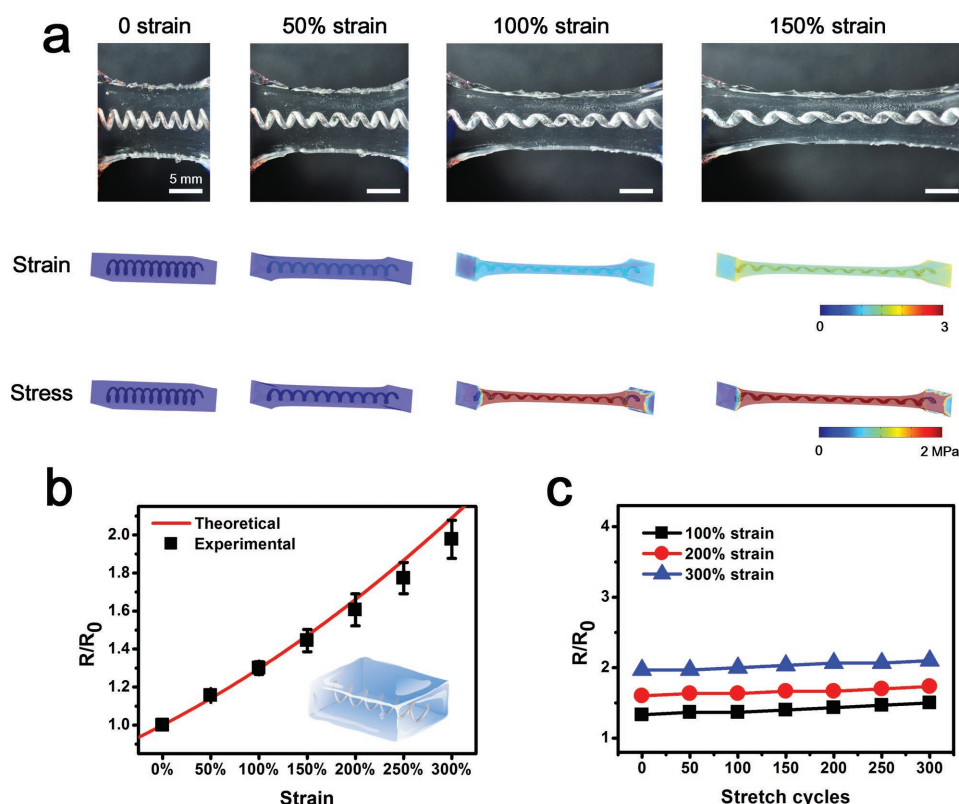 a
0 strain
50% strain
100% strain
150% strain
5 mm
Strain
0
3
Stress
0
2 MPa
b
Theoretical
Experimental
R/R0
2.0
1.8
1.6
1.4
1.2
1.0
0%
50%
100%
150%
200%
250%
300%
Strain
c
100% strain
200% strain
300% strain
R/R0
4
3
2
1
0
50
100
150
200
250
300
Stretch cycles